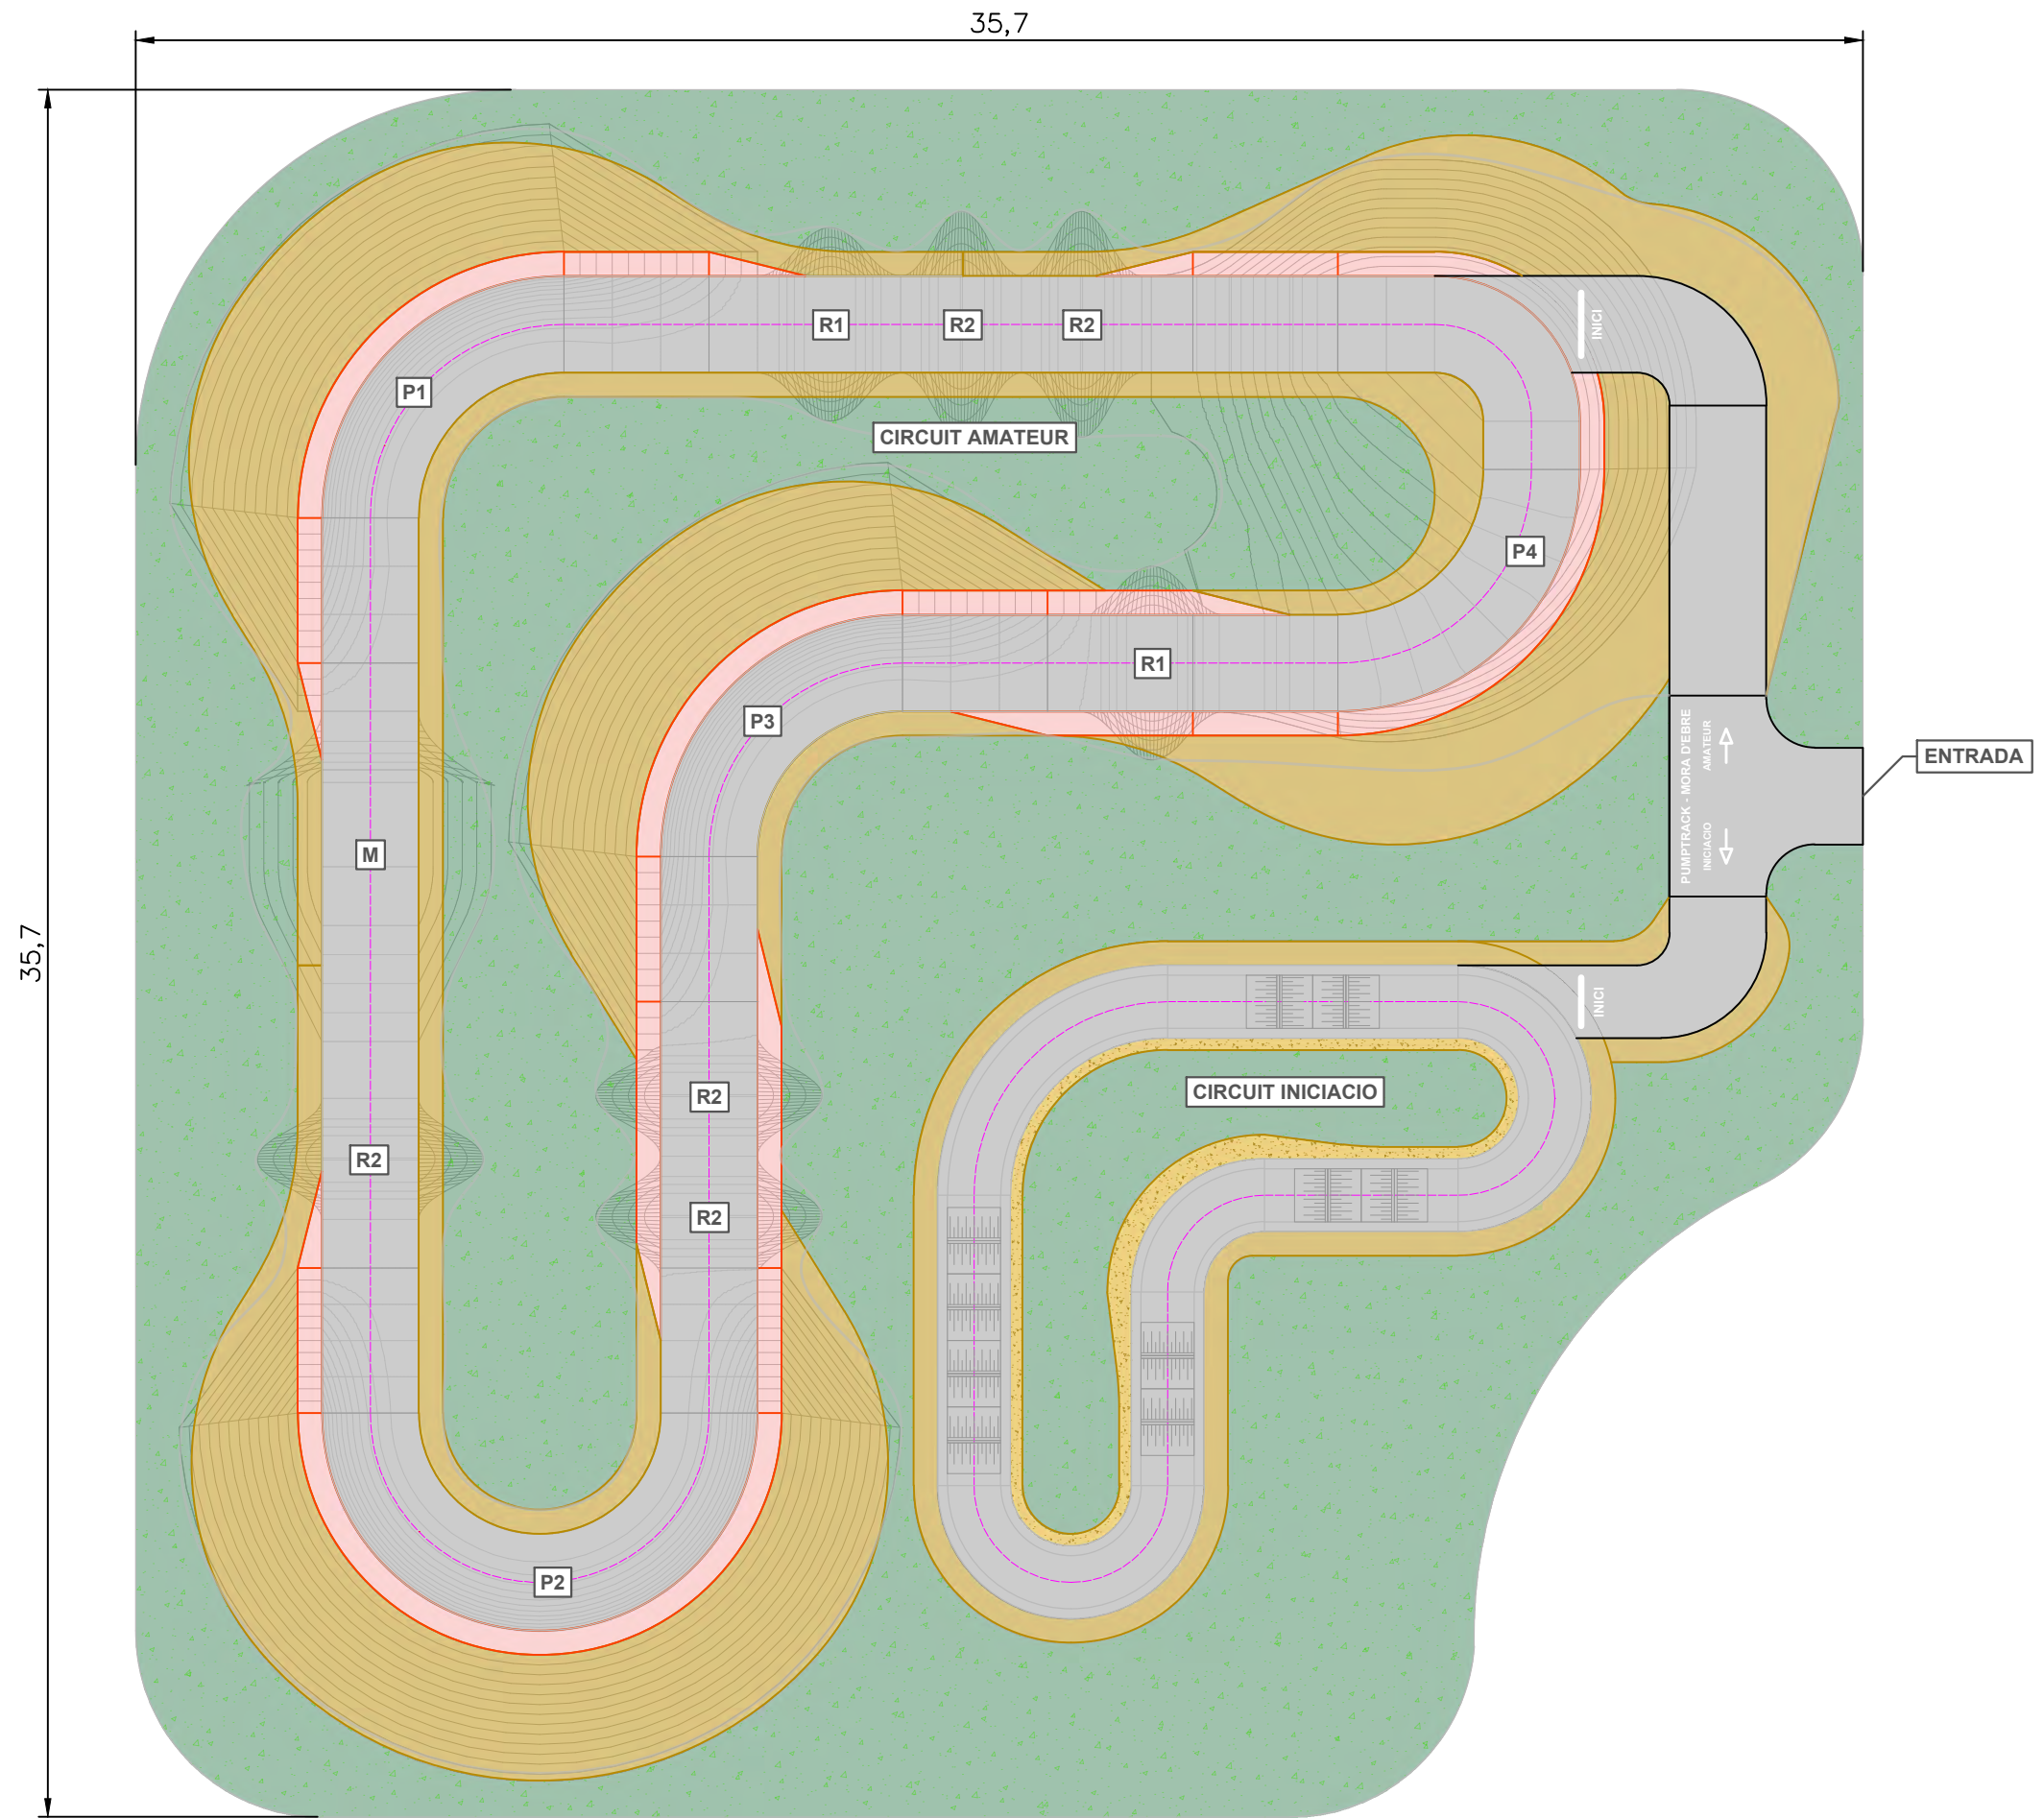 35,7
R1
R2
R2
INICI
P1
CIRCUIT AMATEUR
P4
R1
P3
PUMPTRACK - MORA D'EBRE
AMATEUR
INICIACIO
ENTRADA
M
35,7
INICI
R2
CIRCUIT INICIACIO
R2
R2
P2